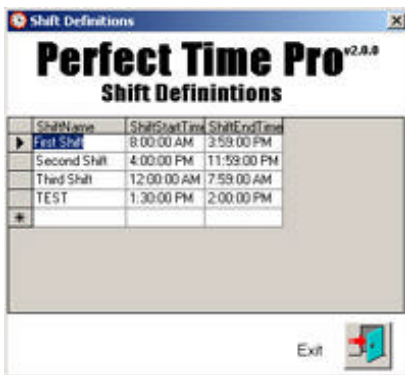 Shift Definitions
Perfect Time Pro v2.0.0
Shift Definintions
ShiftName ShiftStartTime ShiftEndTime
First Shift 8:00:00 AM 3:59:00 PM
Second Shift 4:00:00 PM 11:59:00 PM
Third Shift 12:00:00 AM 7:59:00 AM
TEST 1:30:00 PM 2:00:00 PM
Exit